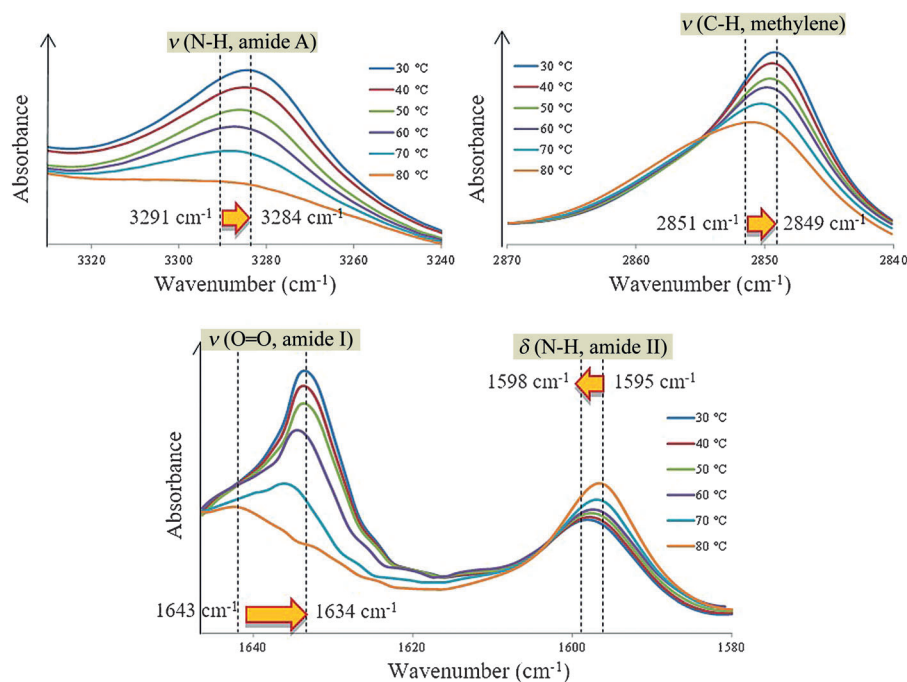 ν (N-H, amide A)
Absorbance
30 °C
40 °C
50 °C
60 °C
70 °C
80 °C
3291 cm⁻¹
3284 cm⁻¹
3320
3300
3280
3260
3240
Wavenumber (cm⁻¹)
ν (C-H, methylene)
Absorbance
30 °C
40 °C
50 °C
60 °C
70 °C
80 °C
2851 cm⁻¹
2849 cm⁻¹
2870
2860
2850
2840
Wavenumber (cm⁻¹)
ν (O=O, amide I)
δ (N-H, amide II)
1598 cm⁻¹
1595 cm⁻¹
Absorbance
30 °C
40 °C
50 °C
60 °C
70 °C
80 °C
1643 cm⁻¹
1634 cm⁻¹
1640
1620
1600
1580
Wavenumber (cm⁻¹)